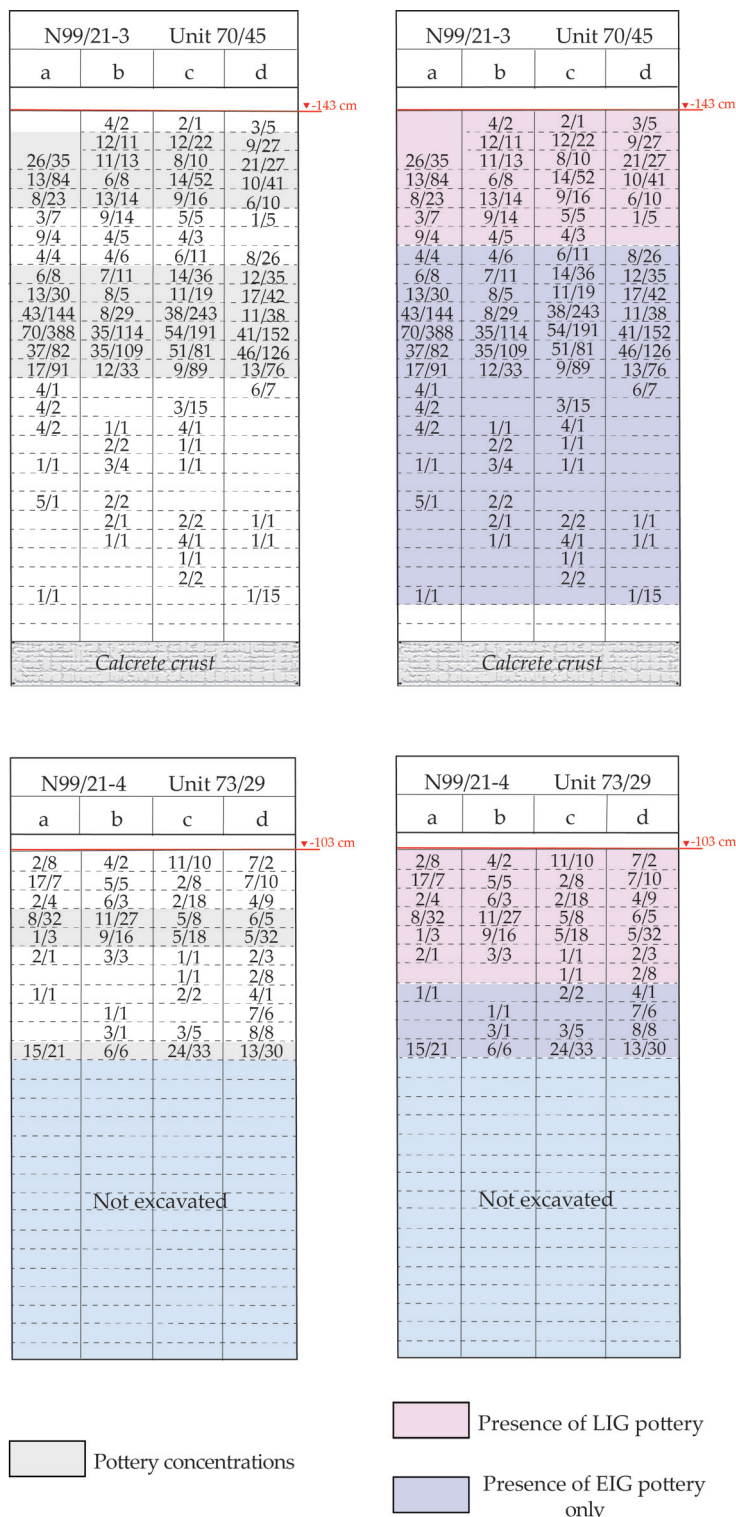 N99/21-3 Unit 70/45
a b c d
▾-143 cm
4/2 2/1 3/5
12/11 12/22 9/27
26/35 11/13 8/10 21/27
13/84 6/8 14/52 10/41
8/23 13/14 9/16 6/10
3/7 9/14 5/5 1/5
9/4 4/5 4/3
4/4 4/6 6/11 8/26
6/8 7/11 14/36 12/35
13/30 8/5 11/19 17/42
43/144 8/29 38/243 11/38
70/388 35/114 54/191 41/152
37/82 35/109 51/81 46/126
17/91 12/33 9/89 13/76
4/1 6/7
4/2 3/15
4/2 1/1 4/1
2/2 1/1
1/1 3/4 1/1
5/1 2/2
2/1 2/2 1/1
1/1 4/1 1/1
1/1
2/2
1/1 1/15
Calcrete crust
N99/21-3 Unit 70/45
a b c d
▾-143 cm
4/2 2/1 3/5
12/11 12/22 9/27
26/35 11/13 8/10 21/27
13/84 6/8 14/52 10/41
8/23 13/14 9/16 6/10
3/7 9/14 5/5 1/5
9/4 4/5 4/3
4/4 4/6 6/11 8/26
6/8 7/11 14/36 12/35
13/30 8/5 11/19 17/42
43/144 8/29 38/243 11/38
70/388 35/114 54/191 41/152
37/82 35/109 51/81 46/126
17/91 12/33 9/89 13/76
4/1 6/7
4/2 3/15
4/2 1/1 4/1
2/2 1/1
1/1 3/4 1/1
5/1 2/2
2/1 2/2 1/1
1/1 4/1 1/1
1/1
2/2
1/1 1/15
Calcrete crust
N99/21-4 Unit 73/29
a b c d
▾-103 cm
2/8 4/2 11/10 7/2
17/7 5/5 2/8 7/10
2/4 6/3 2/18 4/9
8/32 11/27 5/8 6/5
1/3 9/16 5/18 5/32
2/1 3/3 1/1 2/3
1/1 2/8
1/1 2/2 4/1
1/1 7/6
3/1 3/5 8/8
15/21 6/6 24/33 13/30
Not excavated
N99/21-4 Unit 73/29
a b c d
▾-103 cm
2/8 4/2 11/10 7/2
17/7 5/5 2/8 7/10
2/4 6/3 2/18 4/9
8/32 11/27 5/8 6/5
1/3 9/16 5/18 5/32
2/1 3/3 1/1 2/3
1/1 2/8
1/1 2/2 4/1
1/1 7/6
3/1 3/5 8/8
15/21 6/6 24/33 13/30
Not excavated
Pottery concentrations
Presence of LIG pottery
Presence of EIG pottery
only